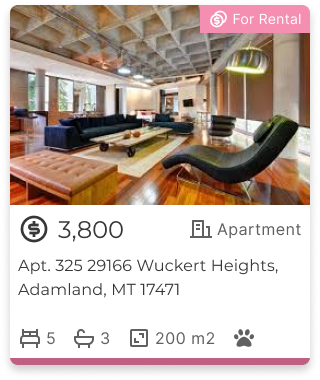 For Rental
3,800
Apartment
Apt. 325 29166 Wuckert Heights,
Adamland, MT 17471
5
3
200 m2